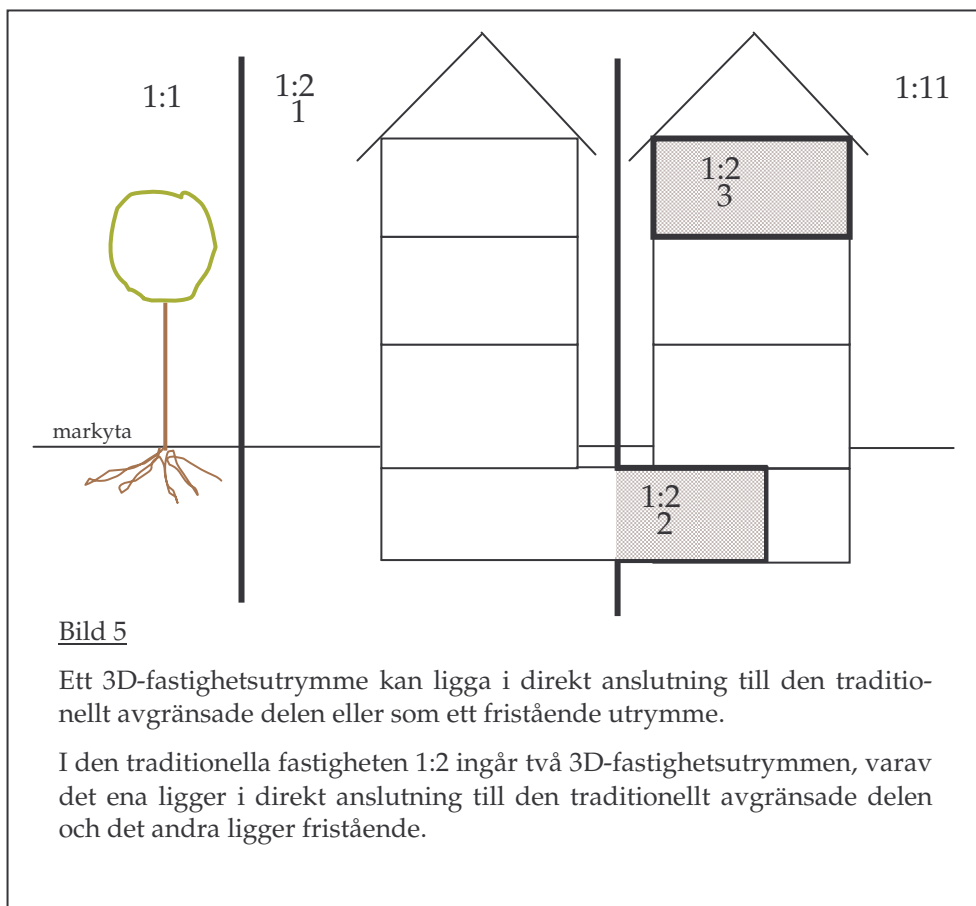 1:1
1:2
1
1:11
1:2
3
markyta
1:2
2
Bild 5
Ett 3D-fastighetsutrymme kan ligga i direkt anslutning till den traditio-
nellt avgränsade delen eller som ett fristående utrymme.
I den traditionella fastigheten 1:2 ingår två 3D-fastighetsutrymmen, varav
det ena ligger i direkt anslutning till den traditionellt avgränsade delen
och det andra ligger fristående.